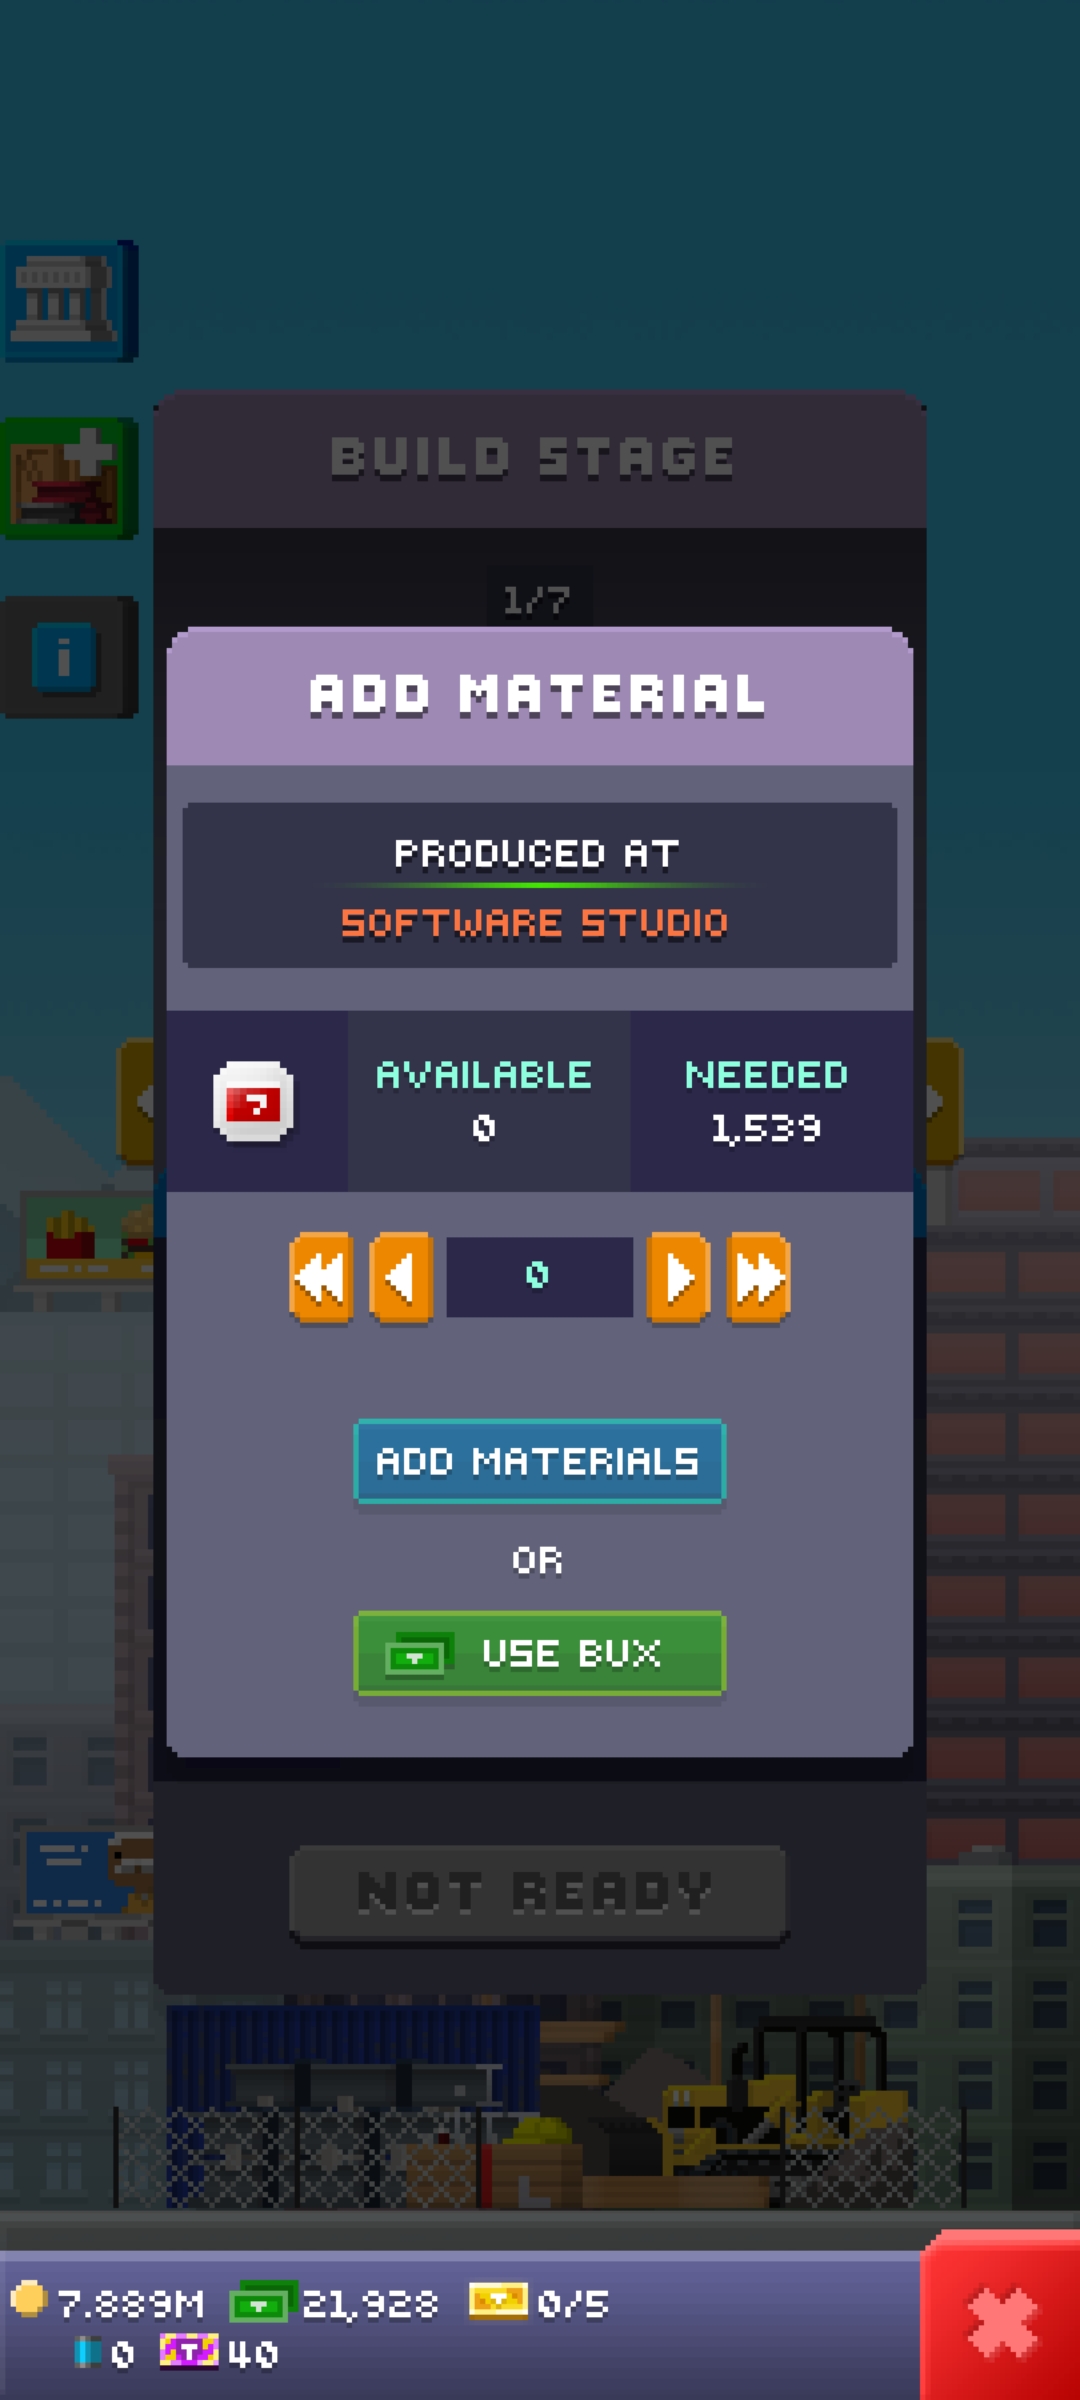 BUILD STAGE
1/7
ADD MATERIAL
PRODUCED AT
SOFTWARE STUDIO
AVAILABLE
0
NEEDED
1,539
0
ADD MATERIALS
OR
USE BUX
NOT READY
7.889M 21,928 0/5
0 40